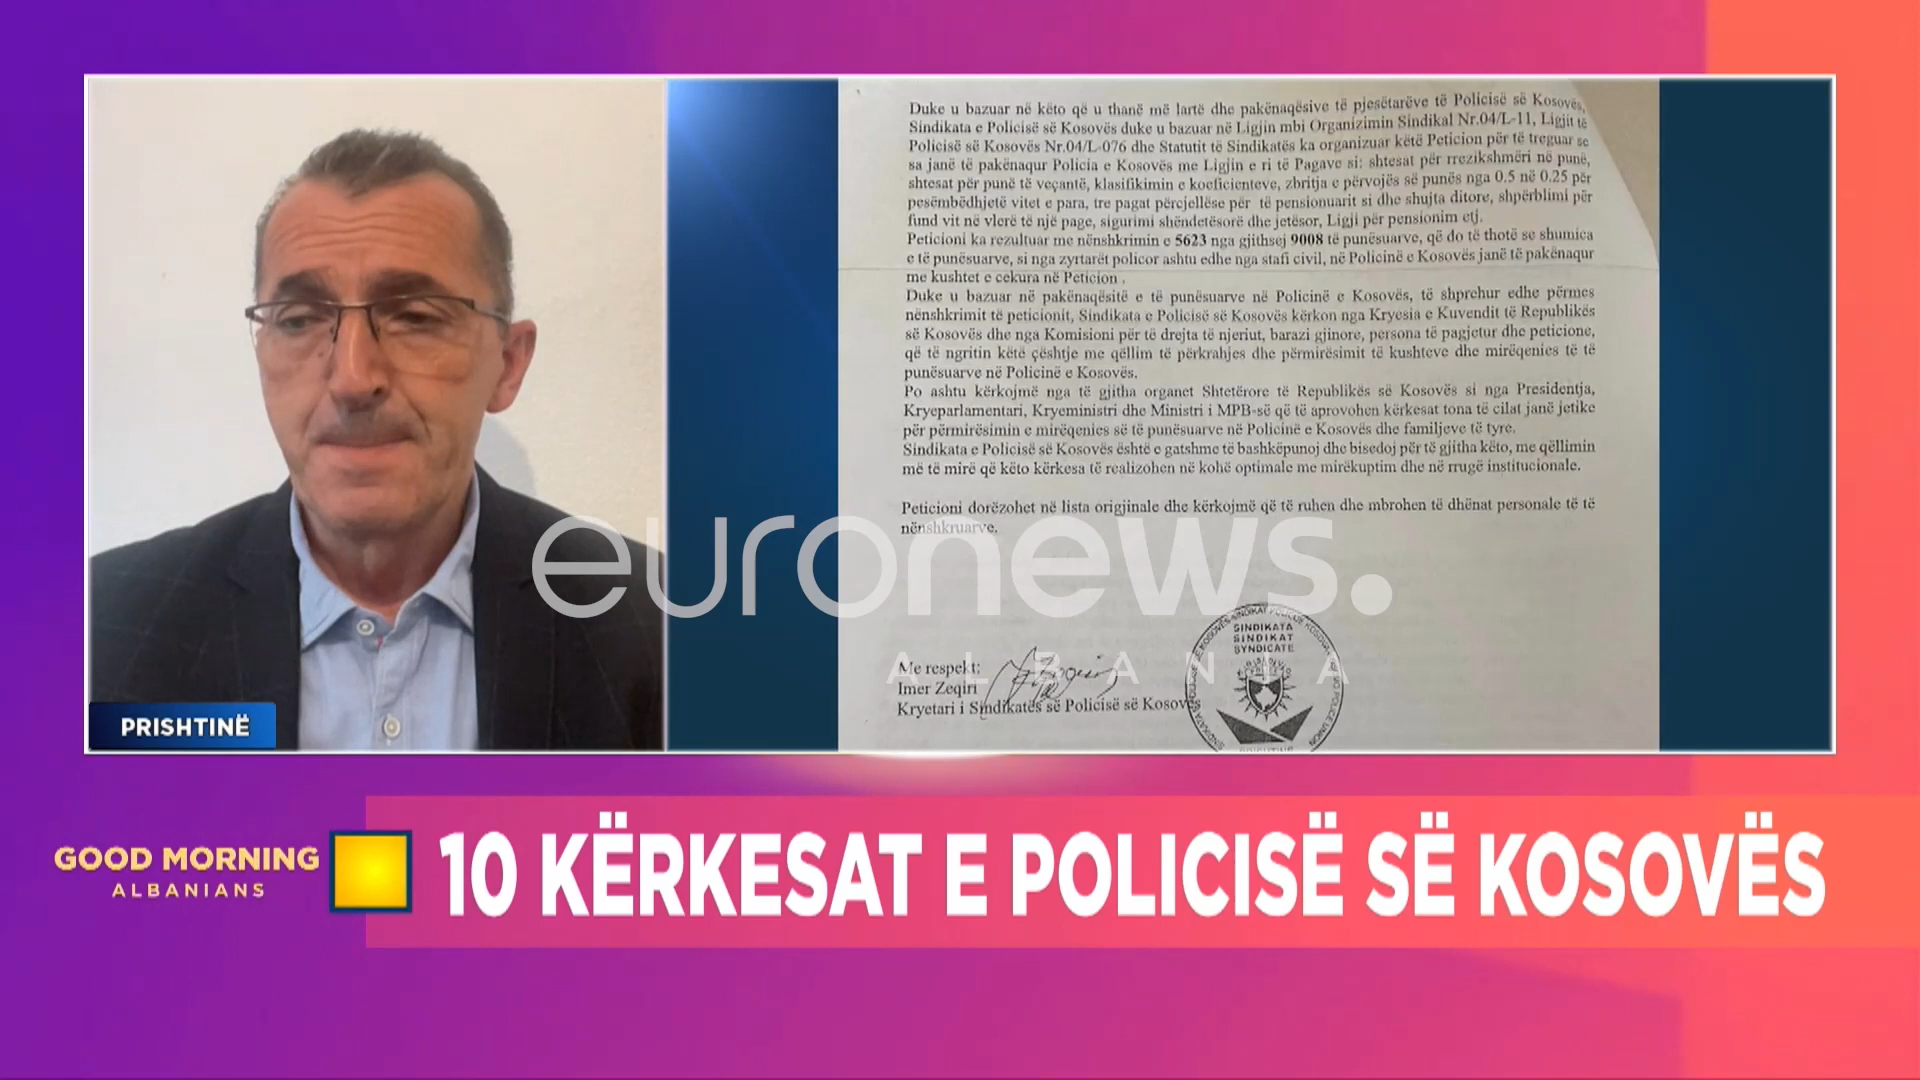 Duke u bazuar në këto që u thanë më lartë dhe pakënaqësive të pjesëtarëve të Policisë së Kosovës,
Sindikata e Policisë së Kosovës duke u bazuar në Ligjin mbi Organizimin Sindikal Nr.04/L-11, Ligjit të
Policisë së Kosovës Nr.04/L-076 dhe Statutit të Sindikatës ka organizuar këtë Peticion për të treguar se
sa janë të pakënaqur Policia e Kosovës me Ligjin e ri të Pagave si: shtesat për rrezikshmëri në punë,
shtesat për punë të veçantë, klasifikimin e koeficienteve, zbritja e përvojës së punës nga 0.5 në 0.25 për
pesëmbëdhjetë vitet e para, tre pagat përcjellëse për të pensionuarit si dhe shujta ditore, shpërblimi për
fund vit në vlerë të një page, sigurimi shëndetësorë dhe jetësor, Ligji për pensionim etj.
Peticioni ka rezultuar me nënshkrimin e 5623 nga gjithsej 9008 të punësuarve, që do të thotë se shumica
e të punësuarve, si nga zyrtarët policor ashtu edhe nga stafi civil, në Policinë e Kosovës janë të pakënaqur
me kushtet e cekura në Peticion .
Duke u bazuar në pakënaqësitë e të punësuarve në Policinë e Kosovës, të shprehur edhe përmes
nënshkrimit të peticionit, Sindikata e Policisë së Kosovës kërkon nga Kryesia e Kuvendit të Republikës
së Kosovës dhe nga Komisioni për të drejta të njeriut, barazi gjinore, persona të pagjetur dhe peticione,
që të ngritin këtë çështje me qëllim të përkrahjes dhe përmirësimit të kushteve dhe mirëqenies të të
punësuarve në Policinë e Kosovës.
Po ashtu kërkojmë nga të gjitha organet Shtetërore të Republikës së Kosovës si nga Presidentja,
Kryeparlamentari, Kryeministri dhe Ministri i MPB-së që të aprovohen kërkesat tona të cilat janë jetike
për përmirësimin e mirëqenies së të punësuarve në Policinë e Kosovës dhe familjeve të tyre.
Sindikata e Policisë së Kosovës është e gatshme të bashkëpunoj dhe bisedoj për të gjitha këto, me qëllimin
më të mirë që këto kërkesa të realizohen në kohë optimale me mirëkuptim dhe në rrugë institucionale.
Peticioni dorëzohet në lista origjinale dhe kërkojmë që të ruhen dhe mbrohen të dhënat personale të të
nënshkruarve.
euronews.
ALBANIA
SINDIKATA
SINDIKAT
SYNDICATE
Me respekt:
Imer Zeqiri
Kryetari i Sindikatës së Policisë së Kosovës
PRISHTINË
GOOD MORNING
ALBANIANS
10 KËRKESAT E POLICISË SË KOSOVËS